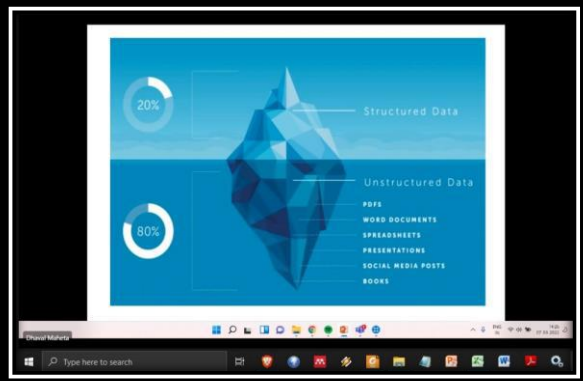 20%
Structured Data
Unstructured Data
PDFS
WORD DOCUMENTS
80%
SPREADSHEETS
PRESENTATIONS
SOCIAL MEDIA POSTS
BOOKS
Dhaval Maheta
ENG
Type here to search